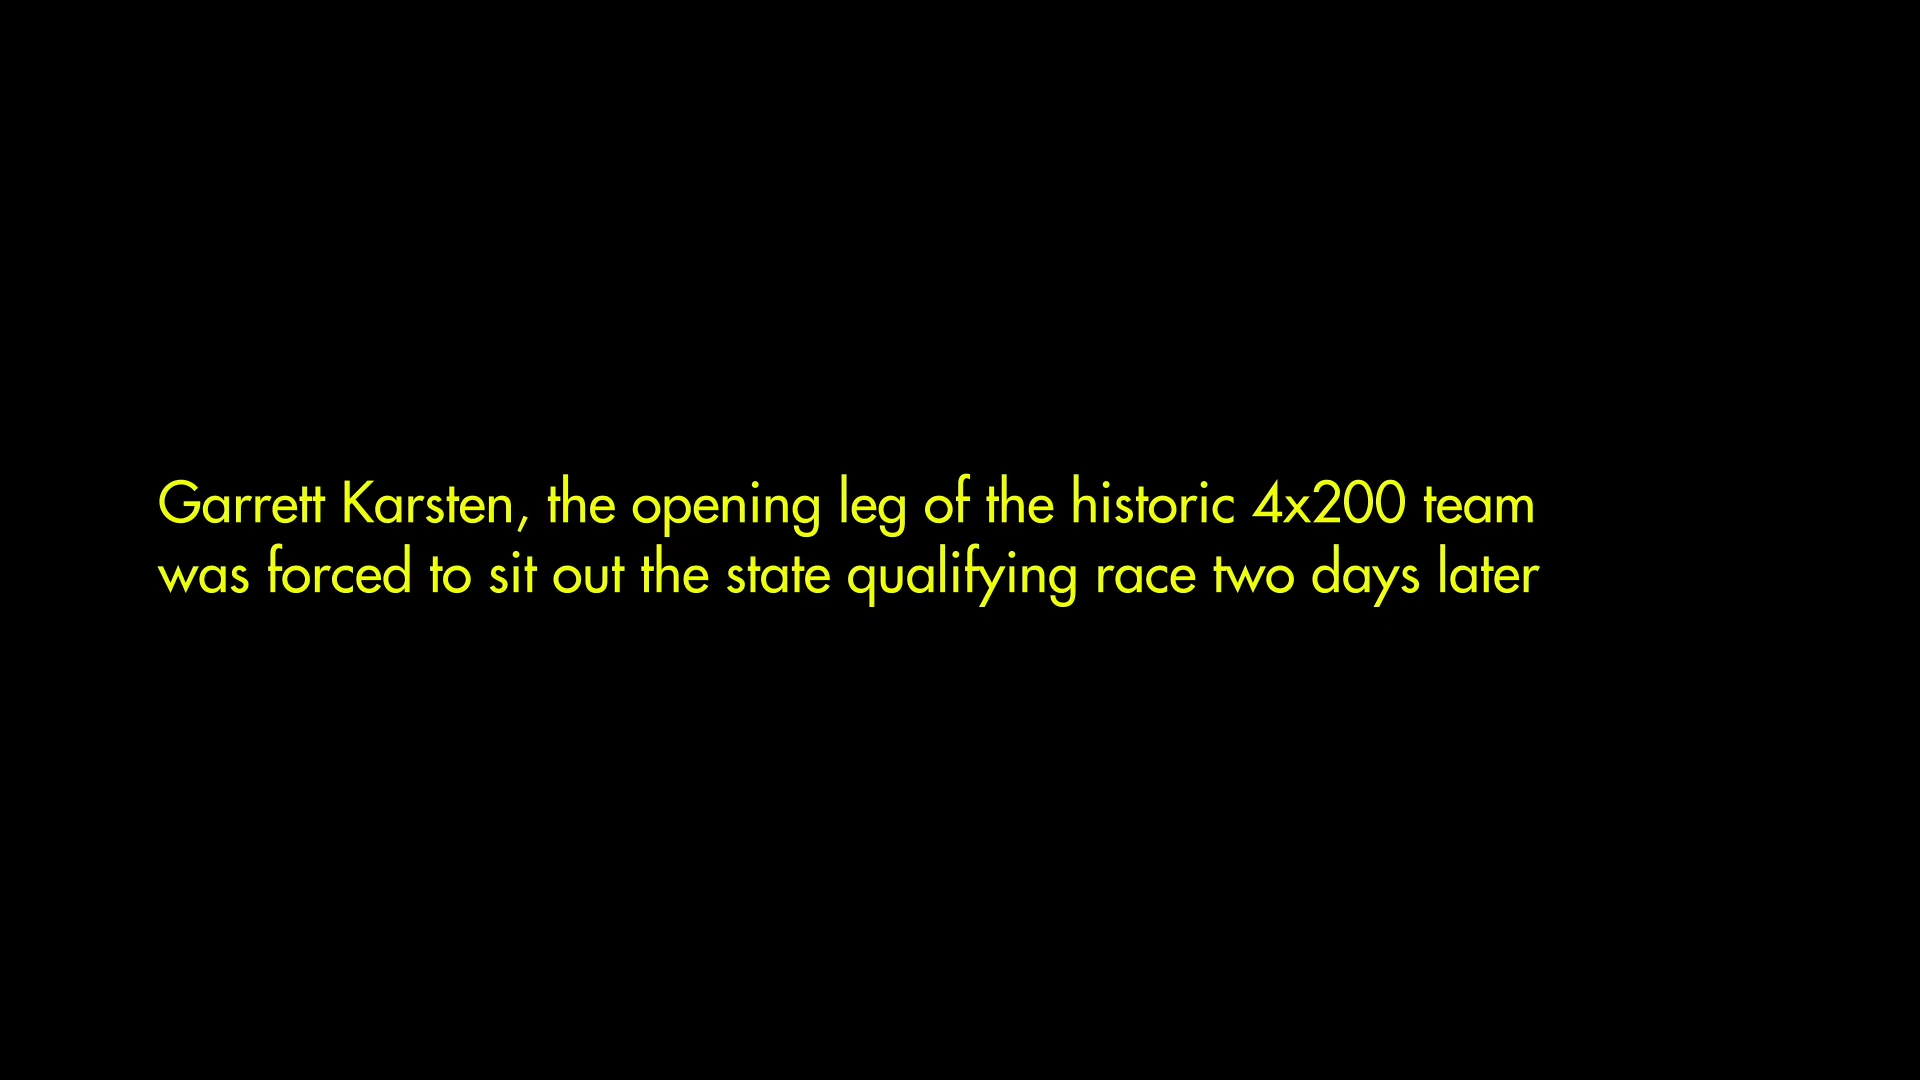 Garrett Karsten, the opening leg of the historic 4x200 team
was forced to sit out the state qualifying race two days later